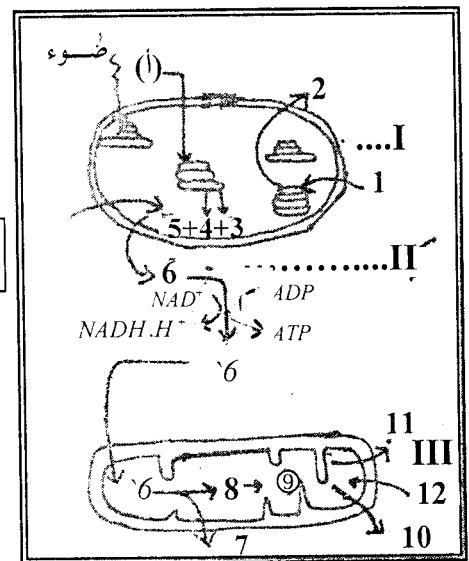 ضوء
(أ)
2
....I
1
5+4+3
6 ...........II
NAD⁺ ADP
NADH.H⁺ ATP
`6
11
III
`6 8 9 12
7 10